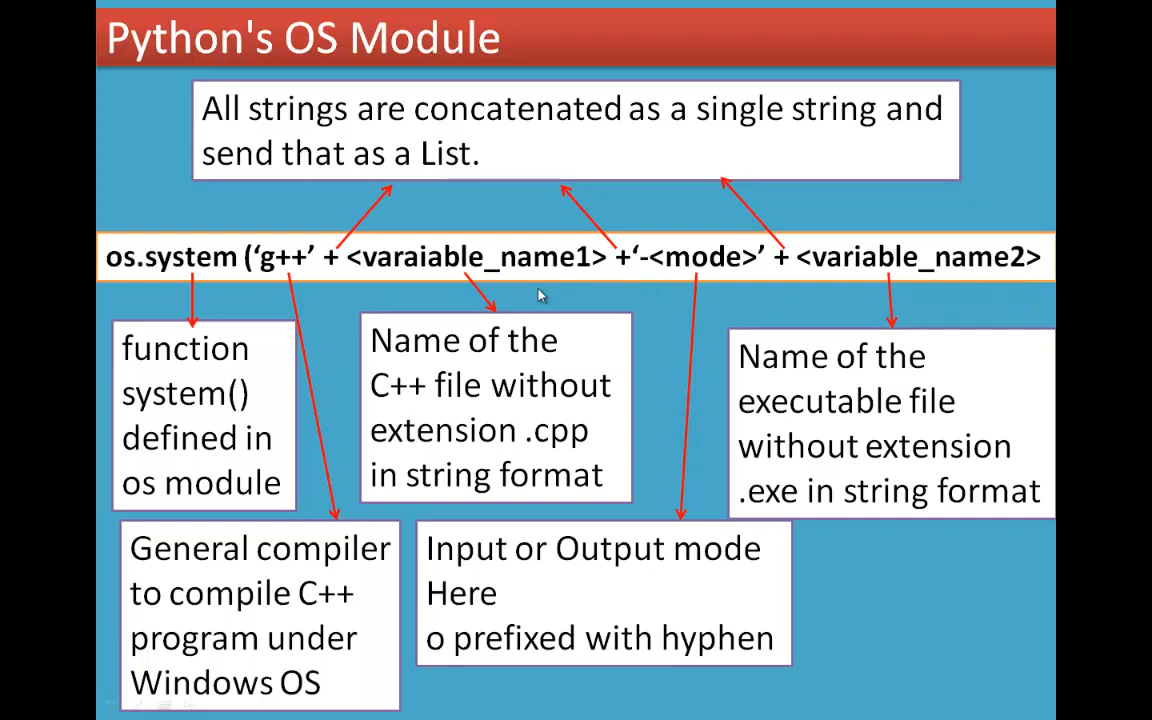 Python's OS Module
All strings are concatenated as a single string and
send that as a List.
os.system (‘g++’ + <varaiable_name1> +‘-<mode>’ + <variable_name2>
function
system()
defined in
os module
Name of the
C++ file without
extension .cpp
in string format
Name of the
executable file
without extension
.exe in string format
General compiler
to compile C++
program under
Windows OS
Input or Output mode
Here
o prefixed with hyphen